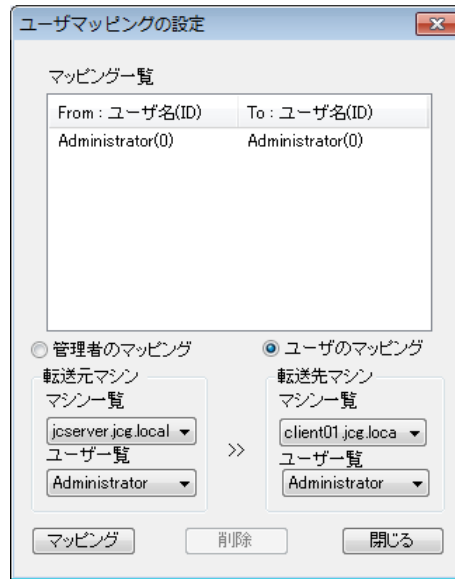 ユーザマッピングの設定
マッピング一覧
From : ユーザ名(ID) To : ユーザ名(ID)
Administrator(0) Administrator(0)
管理者のマッピング ユーザのマッピング
転送元マシン 転送先マシン
マシン一覧 マシン一覧
jcserver.jcg.local >> client01.jcg.loca
ユーザ一覧 ユーザ一覧
Administrator Administrator
マッピング 削除 閉じる